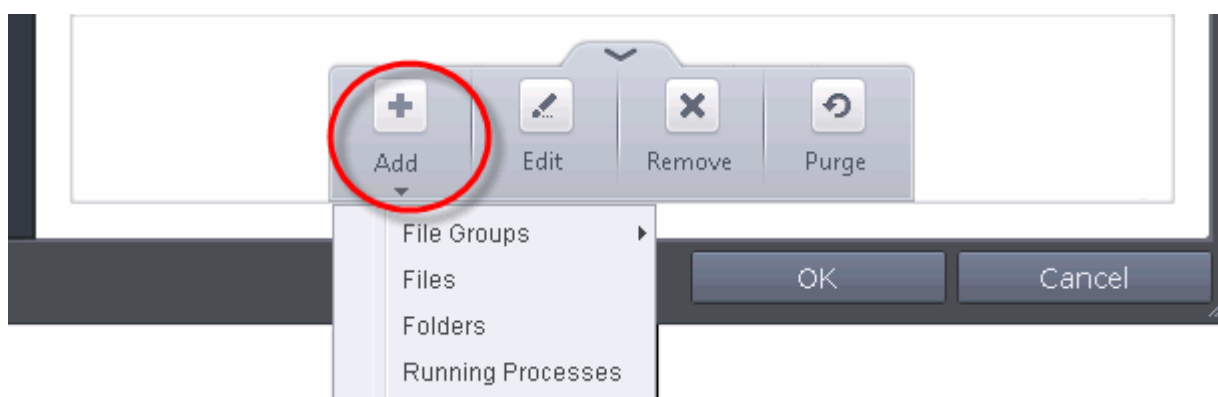 Add Edit Remove Purge
File Groups
Files
Folders
Running Processes
OK Cancel